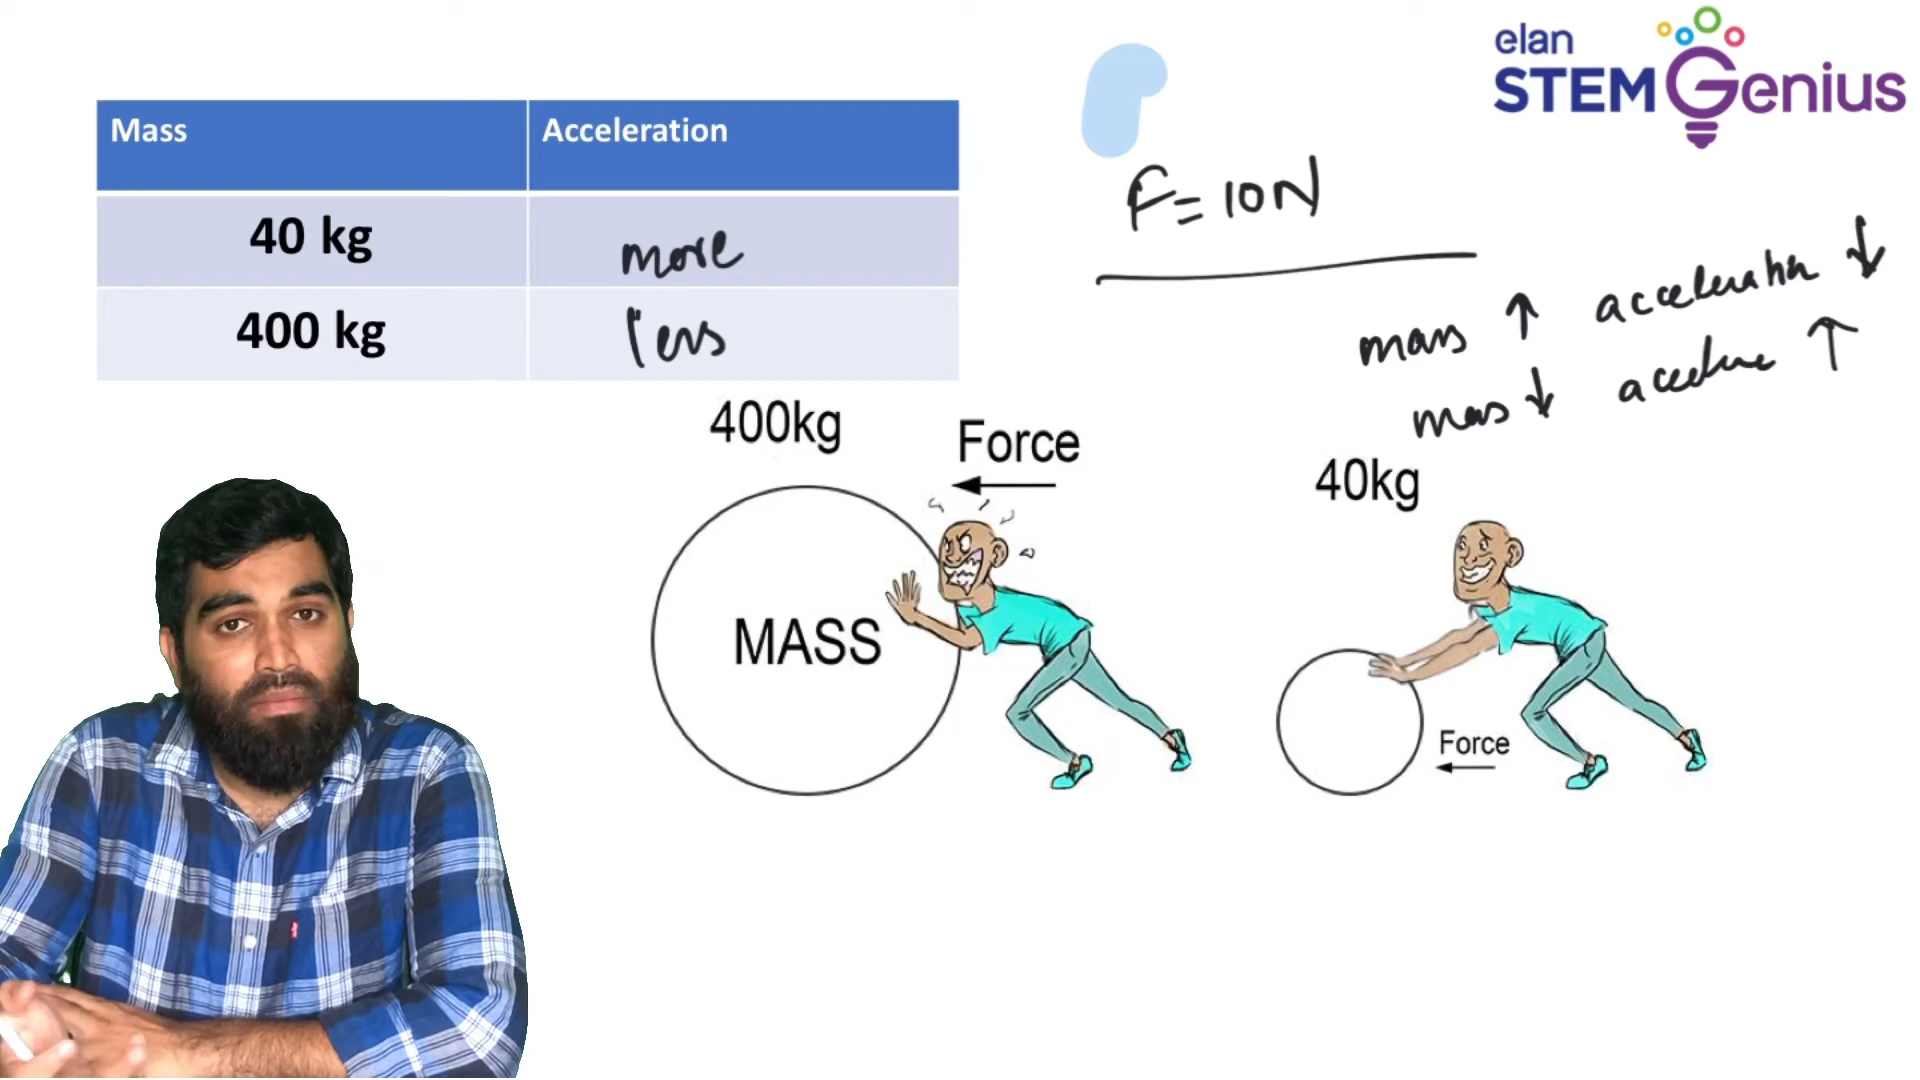 elan
STEMGenius
Mass Acceleration
40 kg more
400 kg less
F = 10N
mass ↑ acceleration ↓
mass ↓ ↑
400kg
Force
MASS
40kg
Force